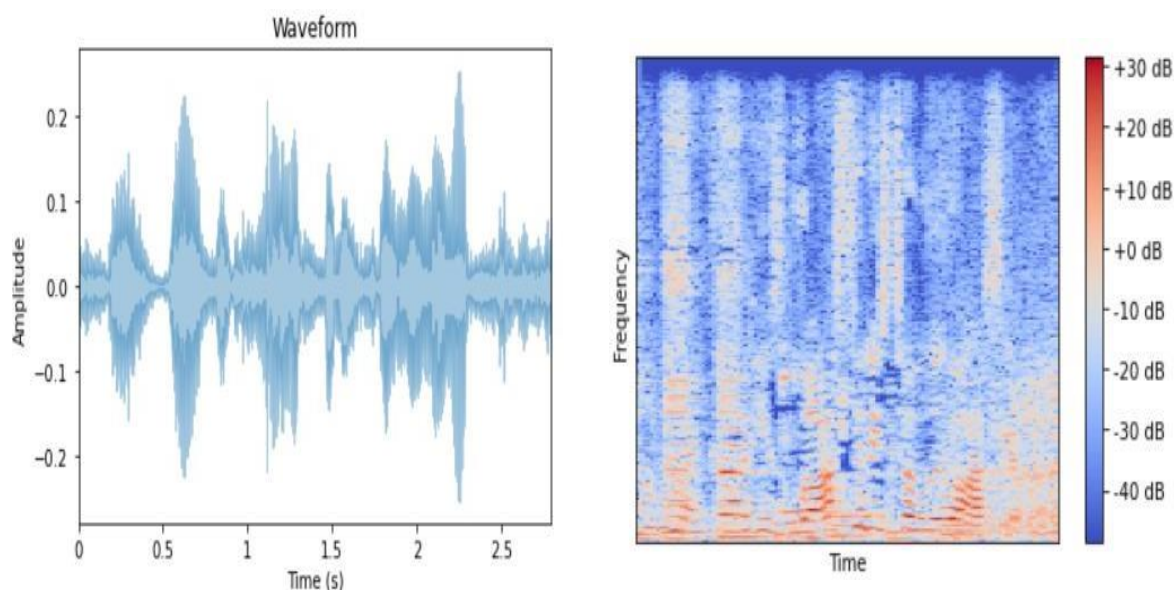 Waveform
Amplitude
0.2
0.1
0.0
−0.1
−0.2
0
0.5
1
1.5
2
2.5
Time (s)
Frequency
Time
+30 dB
+20 dB
+10 dB
+0 dB
-10 dB
-20 dB
-30 dB
-40 dB